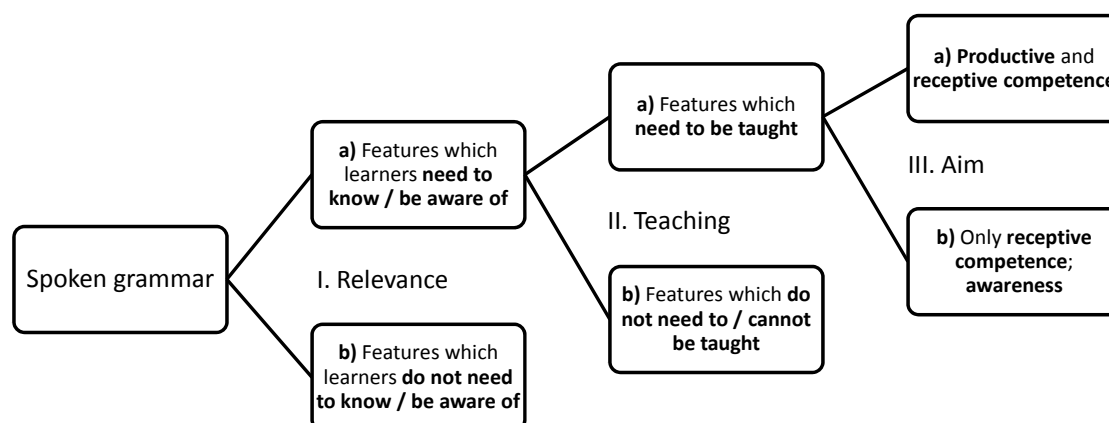 Spoken grammar
I. Relevance
a) Features which
learners need to
know / be aware of
b) Features which
learners do not need
to know / be aware of
II. Teaching
a) Features which
need to be taught
b) Features which do
not need to / cannot
be taught
III. Aim
a) Productive and
receptive competence
b) Only receptive
competence;
awareness